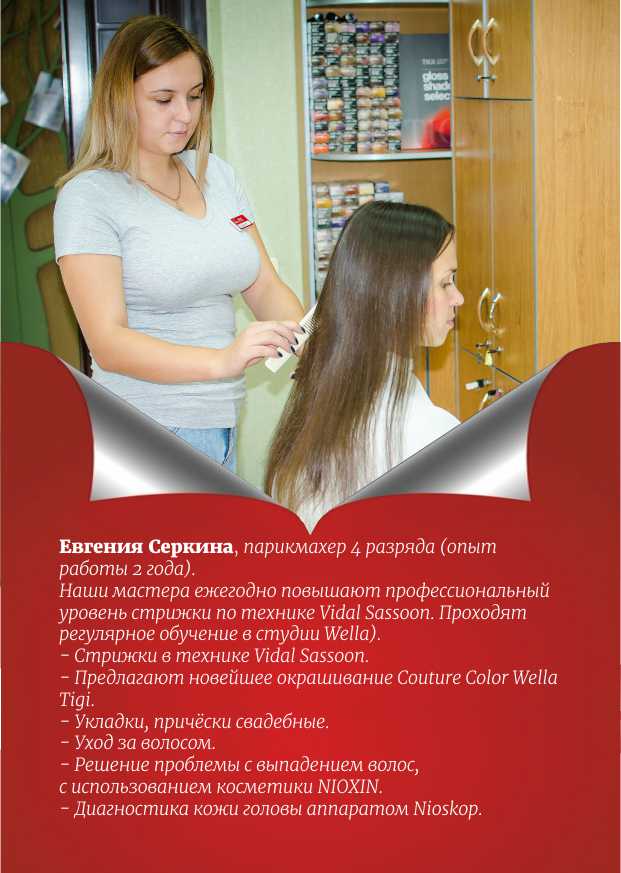 TIGI
gloss
shade
selec
Евгения Серкина, парикмахер 4 разряда (опыт
работы 2 года).
Наши мастера ежегодно повышают профессиональный
уровень стрижки по технике Vidal Sassoon. Проходят
регулярное обучение в студии Wella).
- Стрижки в технике Vidal Sassoon.
- Предлагают новейшее окрашивание Couture Color Wella
Tigi.
- Укладки, причёски свадебные.
- Уход за волосом.
- Решение проблемы с выпадением волос,
с использованием косметики NIOXIN.
- Диагностика кожи головы аппаратом Nioskop.